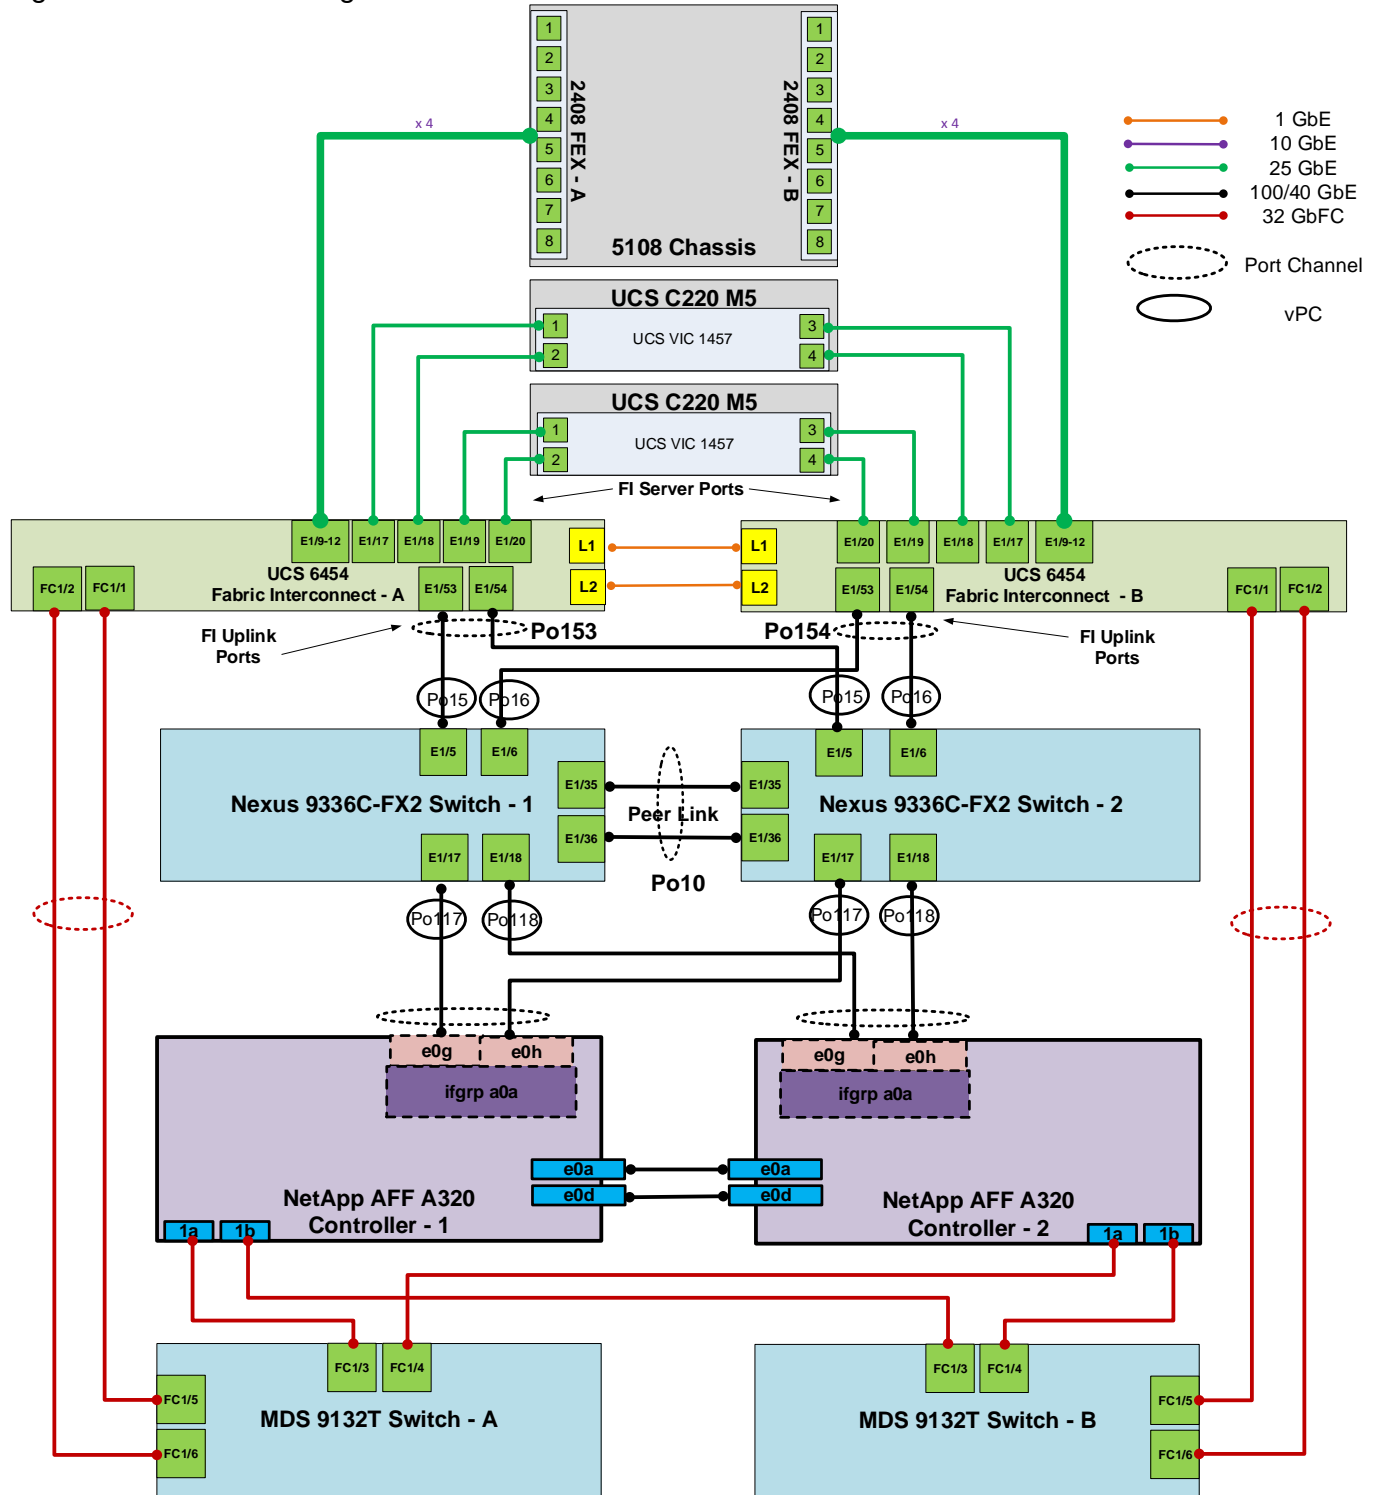 1
2
3
4
5
6
7
8
2408 FEX - A
1
2
3
4
5
6
7
8
2408 FEX - B
5108 Chassis
x 4
x 4
1 GbE
10 GbE
25 GbE
100/40 GbE
32 GbFC
Port Channel
vPC
UCS C220 M5
1
2
UCS VIC 1457
3
4
UCS C220 M5
1
2
UCS VIC 1457
3
4
FI Server Ports
E1/9-12
E1/17
E1/18
E1/19
E1/20
L1
L2
FC1/2
FC1/1
UCS 6454
Fabric Interconnect - A
E1/53
E1/54
L1
L2
E1/20
E1/19
E1/18
E1/17
E1/9-12
E1/53
E1/54
UCS 6454
Fabric Interconnect - B
FC1/1
FC1/2
FI Uplink
Ports
Po153
Po154
FI Uplink
Ports
Po15
Po16
Po15
Po16
E1/5
E1/6
E1/35
E1/36
Nexus 9336C-FX2 Switch - 1
E1/17
E1/18
Peer Link
Po10
E1/5
E1/6
E1/35
E1/36
Nexus 9336C-FX2 Switch - 2
E1/17
E1/18
Po117
Po118
Po117
Po118
e0g
e0h
ifgrp a0a
e0a
e0d
NetApp AFF A320
Controller - 1
1a
1b
e0g
e0h
ifgrp a0a
e0a
e0d
NetApp AFF A320
Controller - 2
1a
1b
FC1/3
FC1/4
FC1/5
FC1/6
MDS 9132T Switch - A
FC1/3
FC1/4
FC1/5
FC1/6
MDS 9132T Switch - B